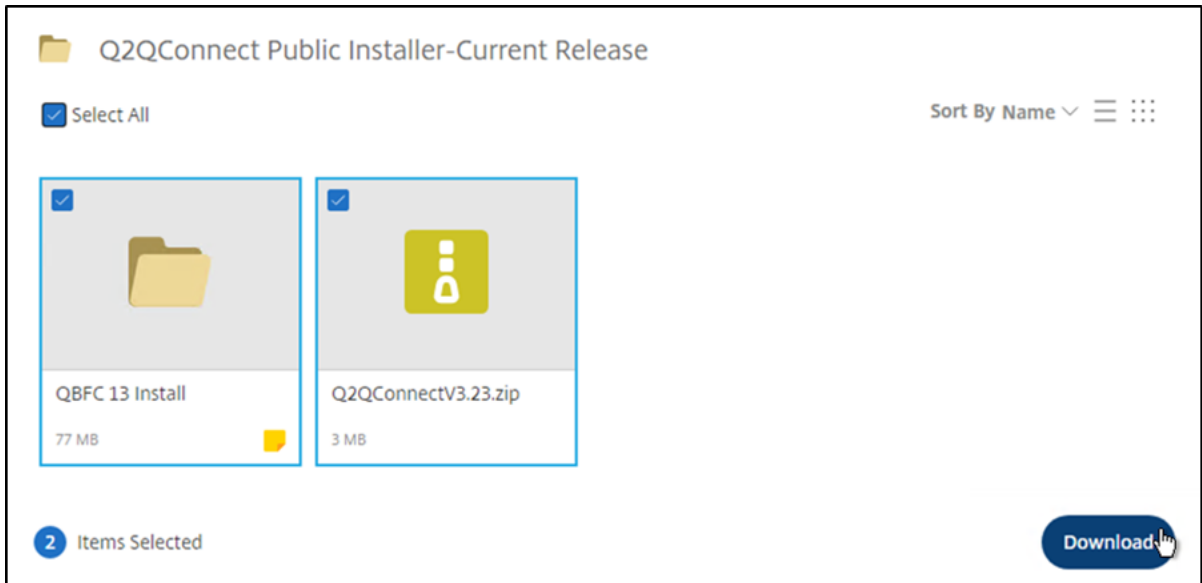 Q2QConnect Public Installer-Current Release
Select All
Sort By Name
QBFC 13 Install
77 MB
Q2QConnectV3.23.zip
3 MB
2 Items Selected
Download